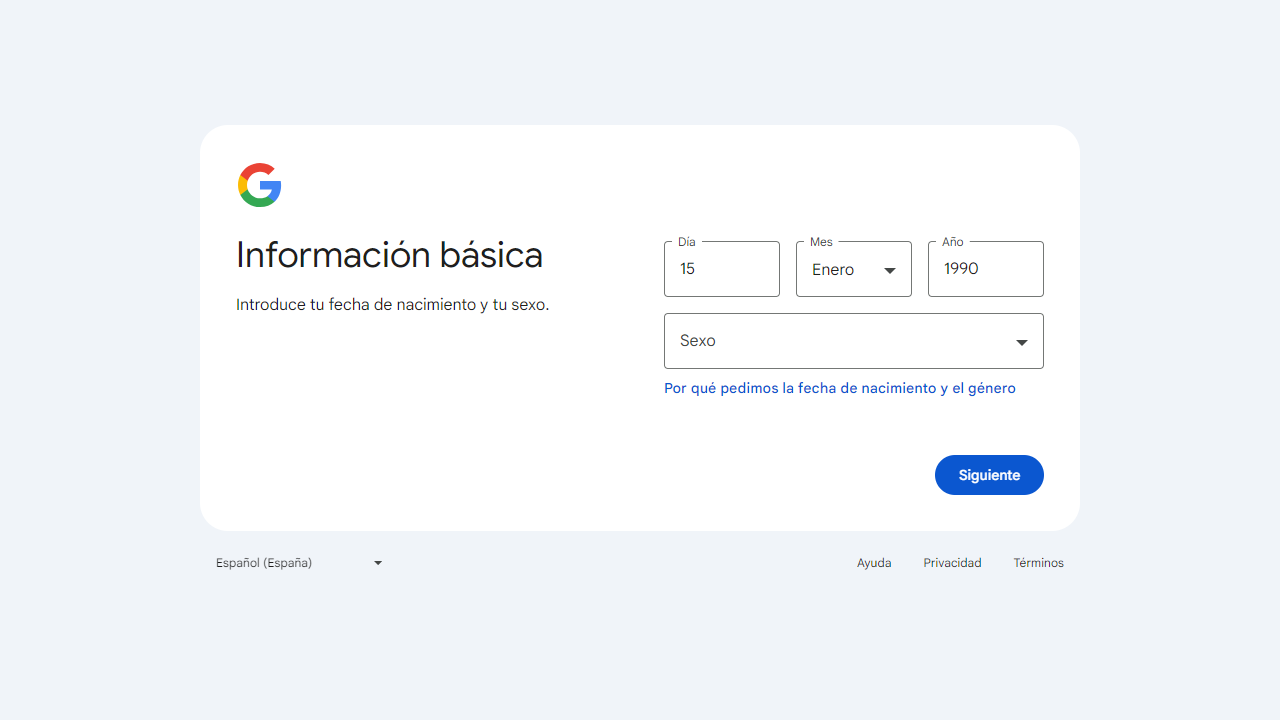 Información básica
Introduce tu fecha de nacimiento y tu sexo.
Día
15
Mes
Enero
Año
1990
Sexo
Por qué pedimos la fecha de nacimiento y el género
Siguiente
Español (España)
Ayuda
Privacidad
Términos